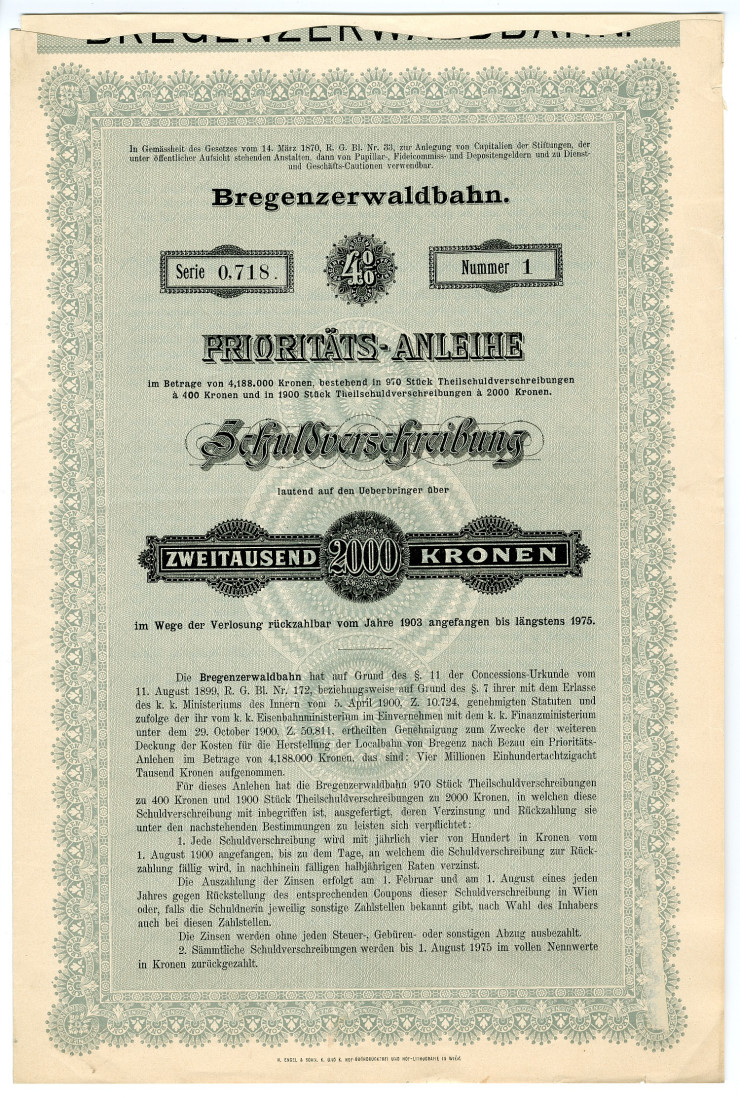 BREGENZERWALDBAHN.
In Gemässheit des Gesetzes vom 14. März 1870, R. G. Bl. Nr. 33, zur Anlegung von Capitalien der Stiftungen, der
unter öffentlicher Aufsicht stehenden Anstalten, dann von Pupillar-, Fideicommiss- und Depositengeldern und zu Dienst-
und Geschäfts-Cautionen verwendbar.
Bregenzerwaldbahn.
Serie 0.718.
4%
Nummer 1
PRIORITÄTS-ANLEIHE
im Betrage von 4,188.000 Kronen, bestehend in 970 Stück Theilschuldverschreibungen
à 400 Kronen und in 1900 Stück Theilschuldverschreibungen à 2000 Kronen.
Schuldverschreibung
lautend auf den Ueberbringer über
ZWEITAUSEND 2000 KRONEN
im Wege der Verlosung rückzahlbar vom Jahre 1903 angefangen bis längstens 1975.
Die Bregenzerwaldbahn hat auf Grund des §. 11 der Concessions-Urkunde vom
11. August 1899, R. G. Bl. Nr. 172, beziehungsweise auf Grund des §. 7 ihrer mit dem Erlasse
des k. k. Ministeriums des Innern vom 5. April 1900, Z. 10.724, genehmigten Statuten und
zufolge der ihr vom k. k. Eisenbahnministerium im Einvernehmen mit dem k. k. Finanzministerium
unter dem 29. October 1900, Z. 50.811, ertheilten Genehmigung zum Zwecke der weiteren
Deckung der Kosten für die Herstellung der Localbahn von Bregenz nach Bezau ein Prioritäts-
Anlehen im Betrage von 4,188.000 Kronen, das sind: Vier Millionen Einhundertachtzigacht
Tausend Kronen aufgenommen.
Für dieses Anlehen hat die Bregenzerwaldbahn 970 Stück Theilschuldverschreibungen
zu 400 Kronen und 1900 Stück Theilschuldverschreibungen zu 2000 Kronen, in welchen diese
Schuldverschreibung mit inbegriffen ist, ausgefertigt, deren Verzinsung und Rückzahlung sie
unter den nachstehenden Bestimmungen zu leisten sich verpflichtet:
1. Jede Schuldverschreibung wird mit jährlich vier von Hundert in Kronen vom
1. August 1900 angefangen, bis zu dem Tage, an welchem die Schuldverschreibung zur Rück-
zahlung fällig wird, in nachhinein fälligen halbjährigen Raten verzinst.
Die Auszahlung der Zinsen erfolgt am 1. Februar und am 1. August eines jeden
Jahres gegen Rückstellung des entsprechenden Coupons dieser Schuldverschreibung in Wien
oder, falls die Schuldnerin jeweilig sonstige Zahlstellen bekannt gibt, nach Wahl des Inhabers
auch bei diesen Zahlstellen.
Die Zinsen werden ohne jeden Steuer-, Gebüren- oder sonstigen Abzug ausbezahlt.
2. Sämmtliche Schuldverschreibungen werden bis 1. August 1975 im vollen Nennwerte
in Kronen zurückgezahlt.
R. ENGEL & SOHN, K. UND K. HOF-BUCHDRUCKEREI UND HOF-LITHOGRAPHIE IN WIEN.